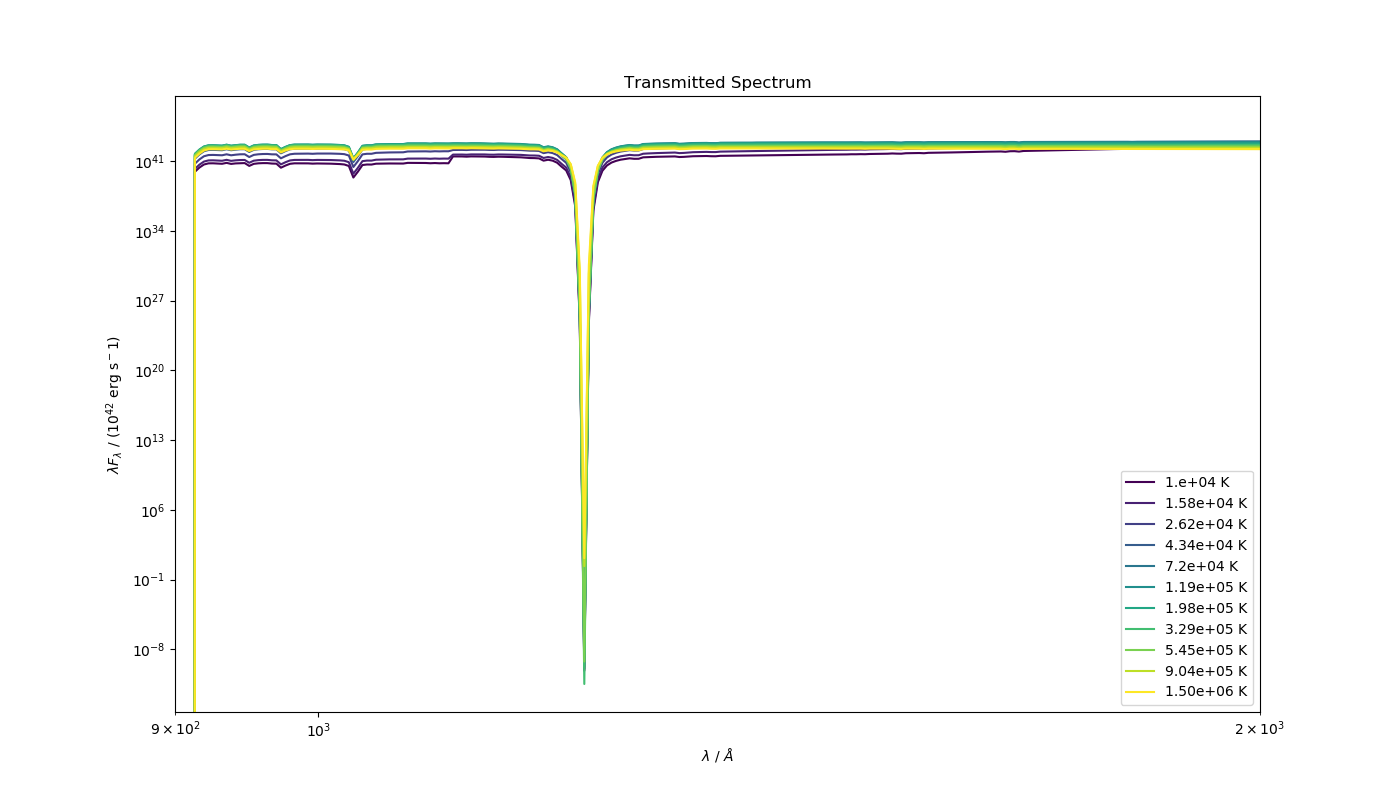 Transmitted Spectrum
λF_λ / (10^42 erg s^−1)
10^41
10^34
10^27
10^20
10^13
10^6
10^−1
10^−8
9 × 10^2
10^3
2 × 10^3
λ / Å
1.e+04 K
1.58e+04 K
2.62e+04 K
4.34e+04 K
7.2e+04 K
1.19e+05 K
1.98e+05 K
3.29e+05 K
5.45e+05 K
9.04e+05 K
1.50e+06 K